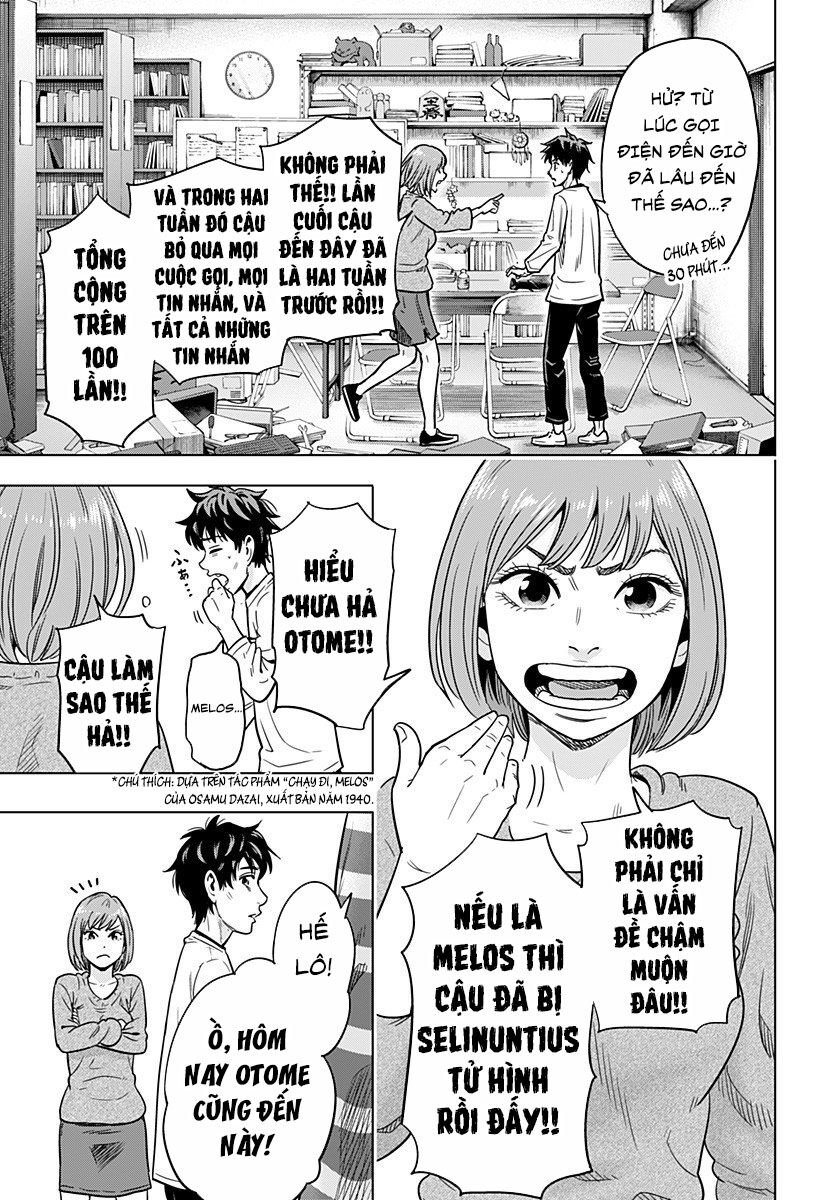 HỬ? TỪ
LÚC GỌI
ĐIỆN ĐẾN GIỜ
ĐÃ LÂU ĐẾN
THẾ SAO...?
CHƯA ĐẾN
30 PHÚT...
KHÔNG PHẢI
THẾ!! LẦN
CUỐI CẬU
ĐẾN ĐÂY ĐÃ
LÀ HAI TUẦN
TRƯỚC RỒI!!
VÀ TRONG HAI
TUẦN ĐÓ CẬU
BỎ QUA MỌI
CUỘC GỌI, MỌI
TIN NHẮN, VÀ
TẤT CẢ NHỮNG
TIN NHẮN
TỔNG
CỘNG TRÊN
100
LẦN!!
王将
KHÔNG
PHẢI CHỈ
LÀ VẤN
ĐỀ CHẬM
MUỘN
ĐÂU!!
NẾU LÀ
MELOS THÌ
CẬU ĐÃ BỊ
SELINUNTIUS
TỬ HÌNH
RỒI ĐẤY!!
HIỂU
CHƯA HẢ
OTOME!!
ふぁ...
MELOS...
CẬU LÀM
SAO THẾ
HẢ!!
*CHÚ THÍCH: DỰA TRÊN TÁC PHẨM "CHẠY ĐI, MELOS"
CỦA OSAMU DAZAI, XUẤT BẢN NĂM 1940.
HẾ
LÔ!
Ồ, HÔM
NAY OTOME
CŨNG ĐẾN
NÀY!